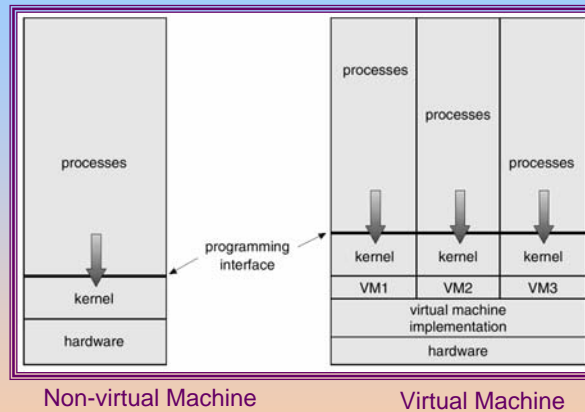 processes
kernel
hardware
programming
interface
processes
processes
processes
kernel kernel kernel
VM1 VM2 VM3
virtual machine
implementation
hardware
Non-virtual Machine
Virtual Machine